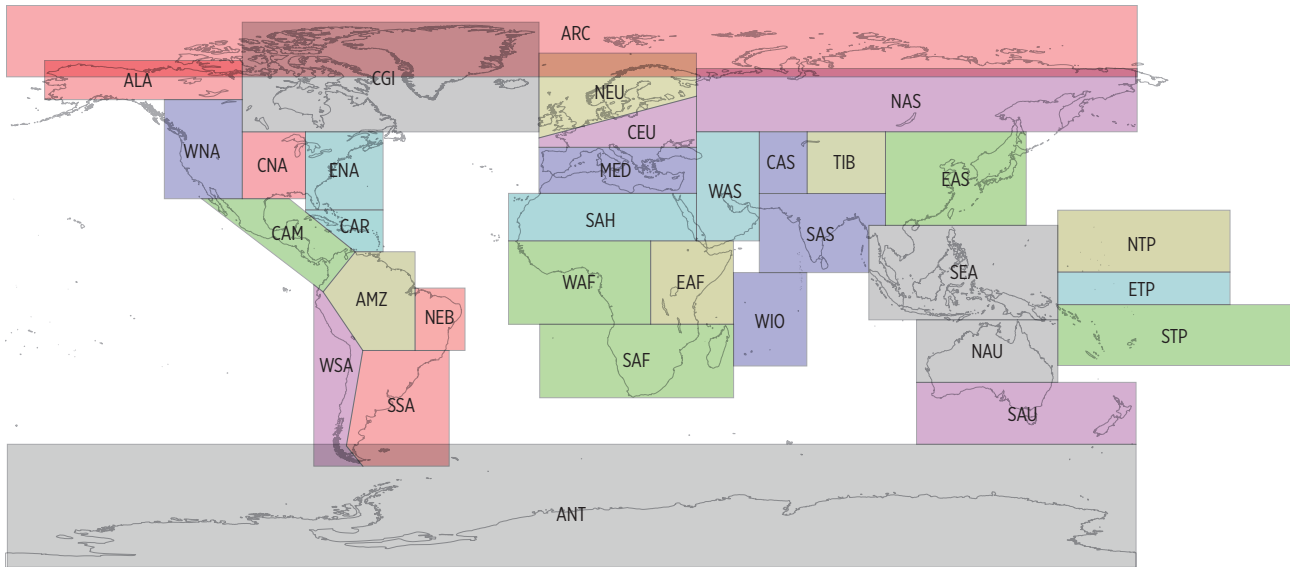 ARC
ALA
CGI
NEU
NAS
CEU
WNA
CNA
ENA
MED
WAS
CAS
TIB
EAS
CAM
CAR
SAH
SAS
NTP
WAF
EAF
SEA
ETP
AMZ
NEB
WIO
STP
WSA
SAF
NAU
SSA
SAU
ANT